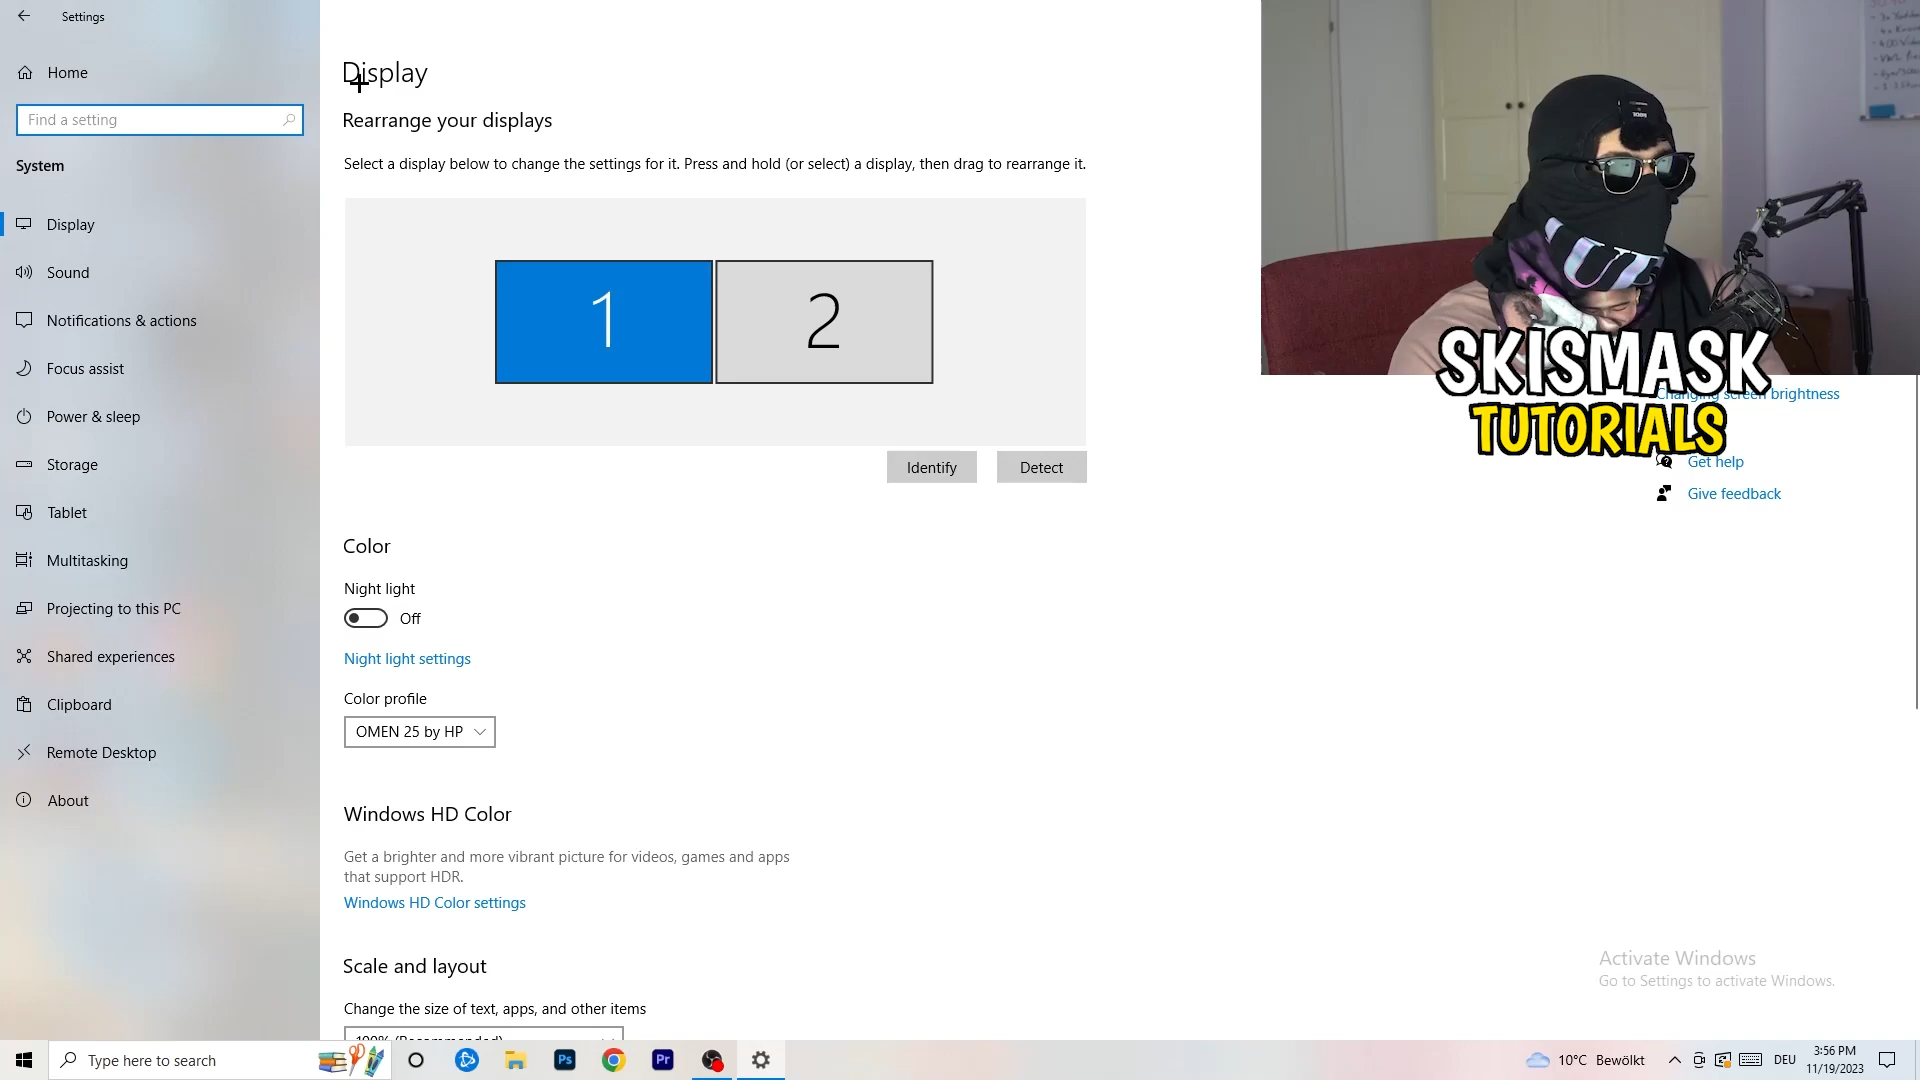 Settings
Home
Find a setting
System
Display
Sound
Notifications & actions
Focus assist
Power & sleep
Storage
Tablet
Multitasking
Projecting to this PC
Shared experiences
Clipboard
Remote Desktop
About
Display
Rearrange your displays
Select a display below to change the settings for it. Press and hold (or select) a display, then drag to rearrange it.
1
2
Identify
Detect
Color
Night light
Off
Night light settings
Color profile
OMEN 25 by HP
Windows HD Color
Get a brighter and more vibrant picture for videos, games and apps
that support HDR.
Windows HD Color settings
Scale and layout
Change the size of text, apps, and other items
100% (Recommended)
SKISMASK
TUTORIALS
Changing screen brightness
Get help
Give feedback
Activate Windows
Go to Settings to activate Windows.
Type here to search
Ps
Pr
10°C Bewölkt
DEU
3:56 PM
11/19/2023